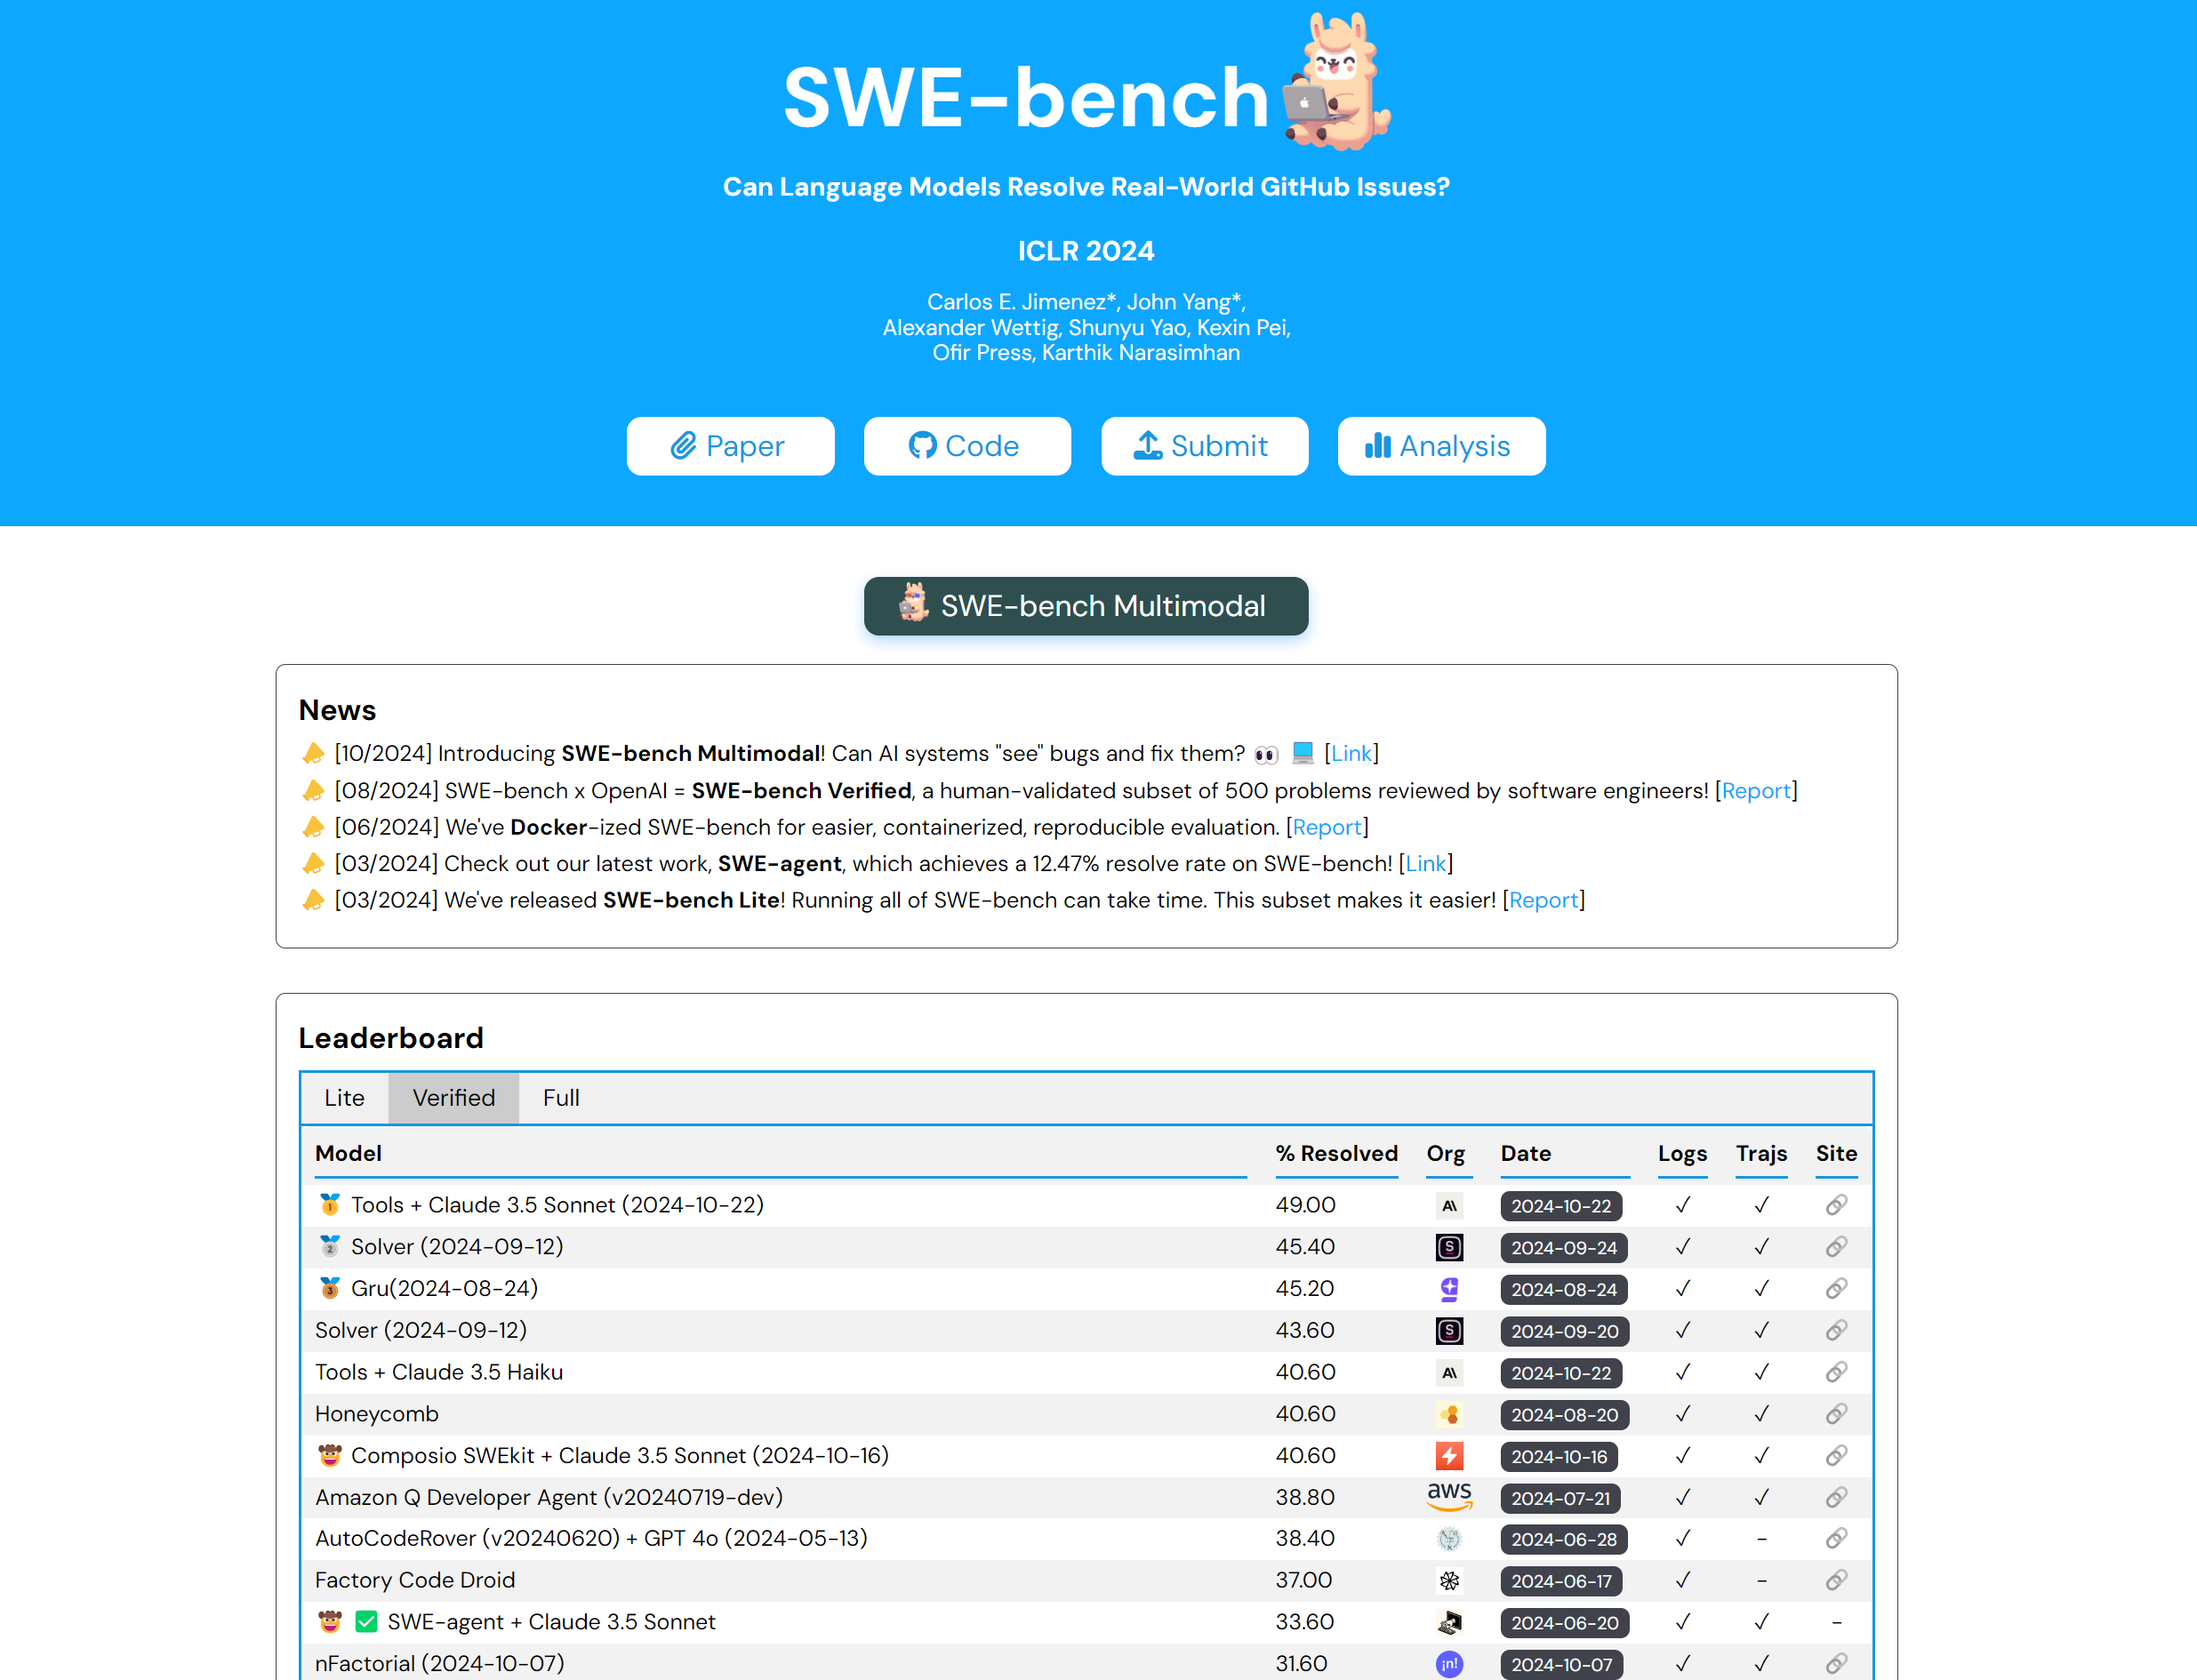 SWE-bench
Can Language Models Resolve Real-World GitHub Issues?
ICLR 2024
Carlos E. Jimenez*, John Yang*,
Alexander Wettig, Shunyu Yao, Kexin Pei,
Ofir Press, Karthik Narasimhan
Paper Code Submit Analysis
SWE-bench Multimodal
News
[10/2024] Introducing SWE-bench Multimodal! Can AI systems "see" bugs and fix them? 👀 💻 [Link]
[08/2024] SWE-bench x OpenAI = SWE-bench Verified, a human-validated subset of 500 problems reviewed by software engineers! [Report]
[06/2024] We've Docker-ized SWE-bench for easier, containerized, reproducible evaluation. [Report]
[03/2024] Check out our latest work, SWE-agent, which achieves a 12.47% resolve rate on SWE-bench! [Link]
[03/2024] We've released SWE-bench Lite! Running all of SWE-bench can take time. This subset makes it easier! [Report]
Leaderboard
Lite Verified Full
Model % Resolved Org Date Logs Trajs Site
🥇 Tools + Claude 3.5 Sonnet (2024-10-22) 49.00 A\ 2024-10-22 ✓ ✓ 🔗
🥈 Solver (2024-09-12) 45.40 S 2024-09-24 ✓ ✓ 🔗
🥉 Gru(2024-08-24) 45.20 2024-08-24 ✓ ✓ 🔗
Solver (2024-09-12) 43.60 S 2024-09-20 ✓ ✓ 🔗
Tools + Claude 3.5 Haiku 40.60 A\ 2024-10-22 ✓ ✓ 🔗
Honeycomb 40.60 2024-08-20 ✓ ✓ 🔗
🤠 Composio SWEkit + Claude 3.5 Sonnet (2024-10-16) 40.60 2024-10-16 ✓ ✓ 🔗
Amazon Q Developer Agent (v20240719-dev) 38.80 aws 2024-07-21 ✓ ✓ 🔗
AutoCodeRover (v20240620) + GPT 4o (2024-05-13) 38.40 2024-06-28 ✓ - 🔗
Factory Code Droid 37.00 2024-06-17 ✓ - 🔗
🤠 ✅ SWE-agent + Claude 3.5 Sonnet 33.60 2024-06-20 ✓ ✓ -
nFactorial (2024-10-07) 31.60 ¡n! 2024-10-07 ✓ ✓ 🔗